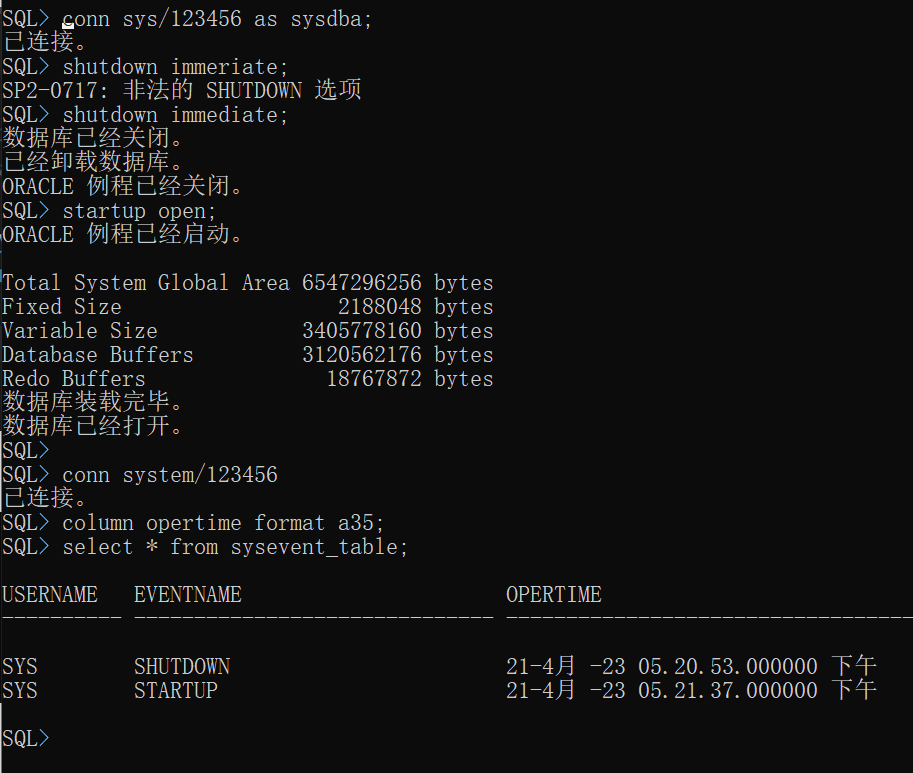 SQL> conn sys/123456 as sysdba;
已连接。
SQL> shutdown immeriate;
SP2-0717: 非法的 SHUTDOWN 选项
SQL> shutdown immediate;
数据库已经关闭。
已经卸载数据库。
ORACLE 例程已经关闭。
SQL> startup open;
ORACLE 例程已经启动。
Total System Global Area 6547296256 bytes
Fixed Size                  2188048 bytes
Variable Size            3405778160 bytes
Database Buffers         3120562176 bytes
Redo Buffers               18767872 bytes
数据库装载完毕。
数据库已经打开。
SQL>
SQL> conn system/123456
已连接。
SQL> column opertime format a35;
SQL> select * from sysevent_table;
USERNAME   EVENTNAME                      OPERTIME
---------- ------------------------------ ----------------------------------
SYS        SHUTDOWN                       21-4月 -23 05.20.53.000000 下午
SYS        STARTUP                        21-4月 -23 05.21.37.000000 下午
SQL>